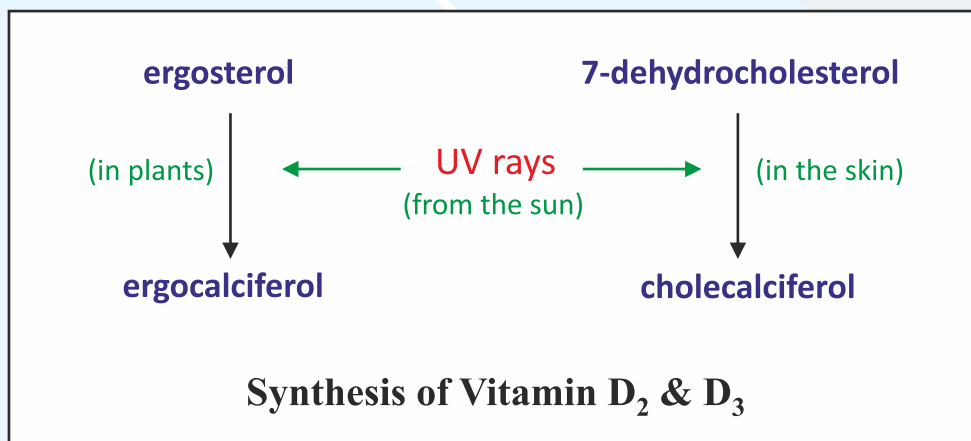 ergosterol
7-dehydrocholesterol
(in plants)
UV rays
(in the skin)
(from the sun)
ergocalciferol
cholecalciferol
Synthesis of Vitamin D₂ & D₃